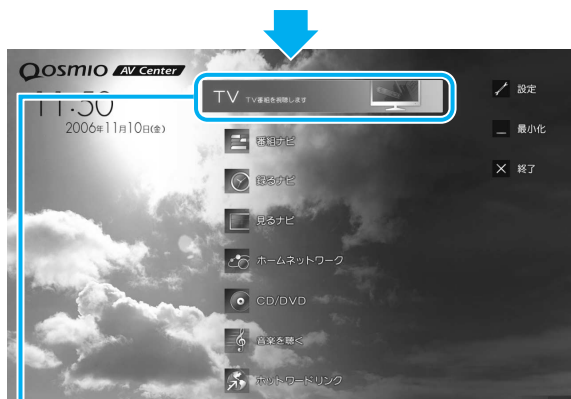 Qosmio AV Center
11:50
2006年11月10日(金)
TV TV番組を視聴します
番組ナビ
録るナビ
見るナビ
ホームネットワーク
CD/DVD
音楽を聴く
ホットワードリンク
設定
最小化
終了